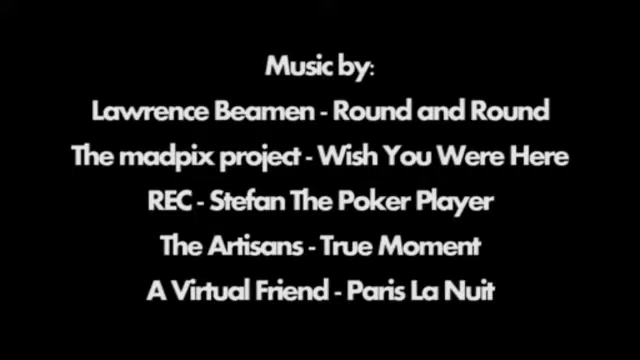 Music by:
Lawrence Beamen - Round and Round
The madpix project - Wish You Were Here
REC - Stefan The Poker Player
The Artisans - True Moment
A Virtual Friend - Paris La Nuit